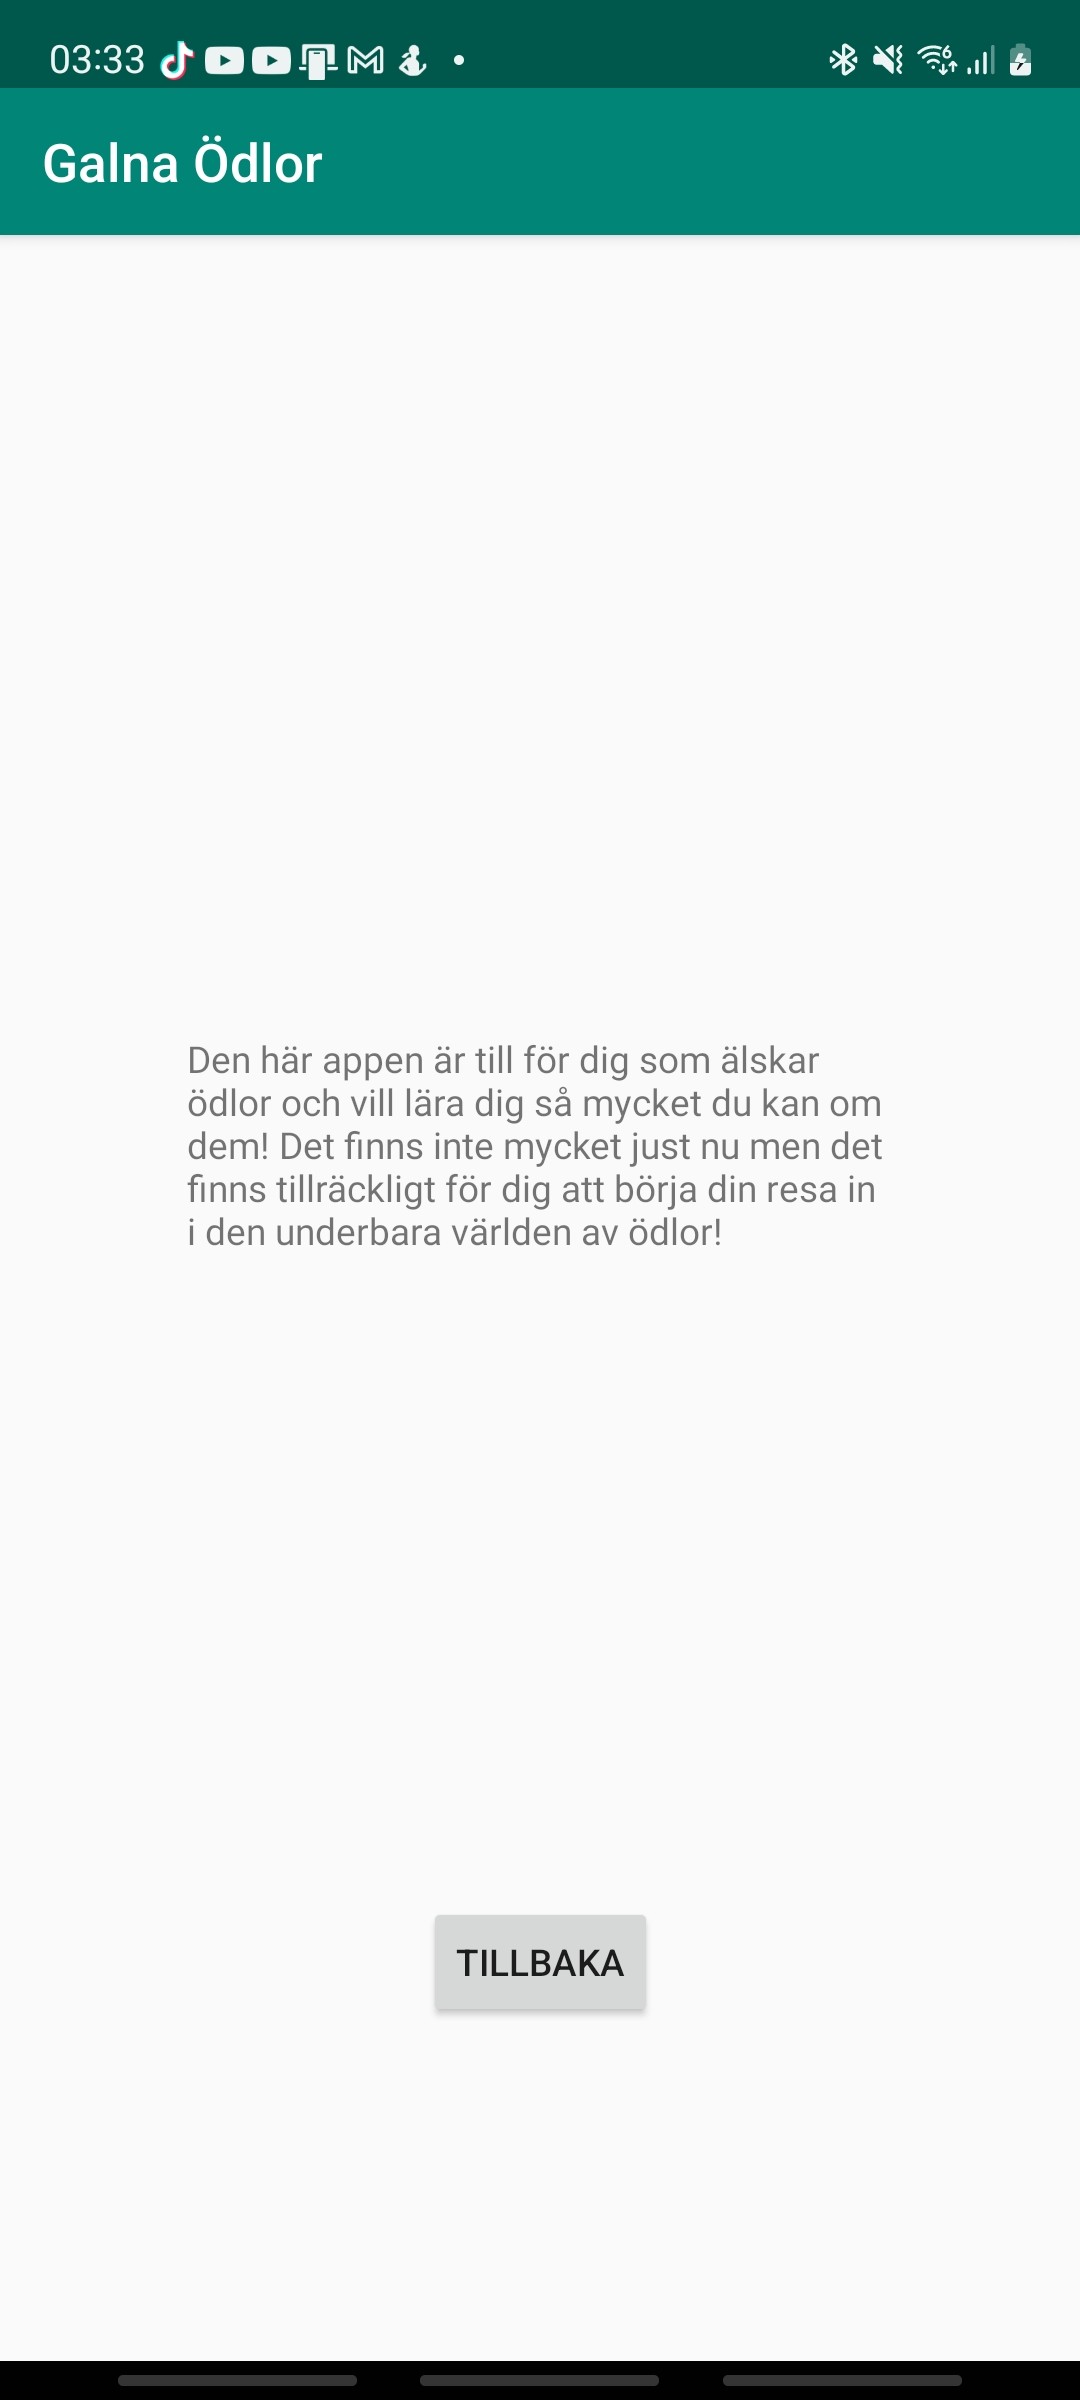 03:33
Galna Ödlor
Den här appen är till för dig som älskar
ödlor och vill lära dig så mycket du kan om
dem! Det finns inte mycket just nu men det
finns tillräckligt för dig att börja din resa in
i den underbara världen av ödlor!
TILLBAKA